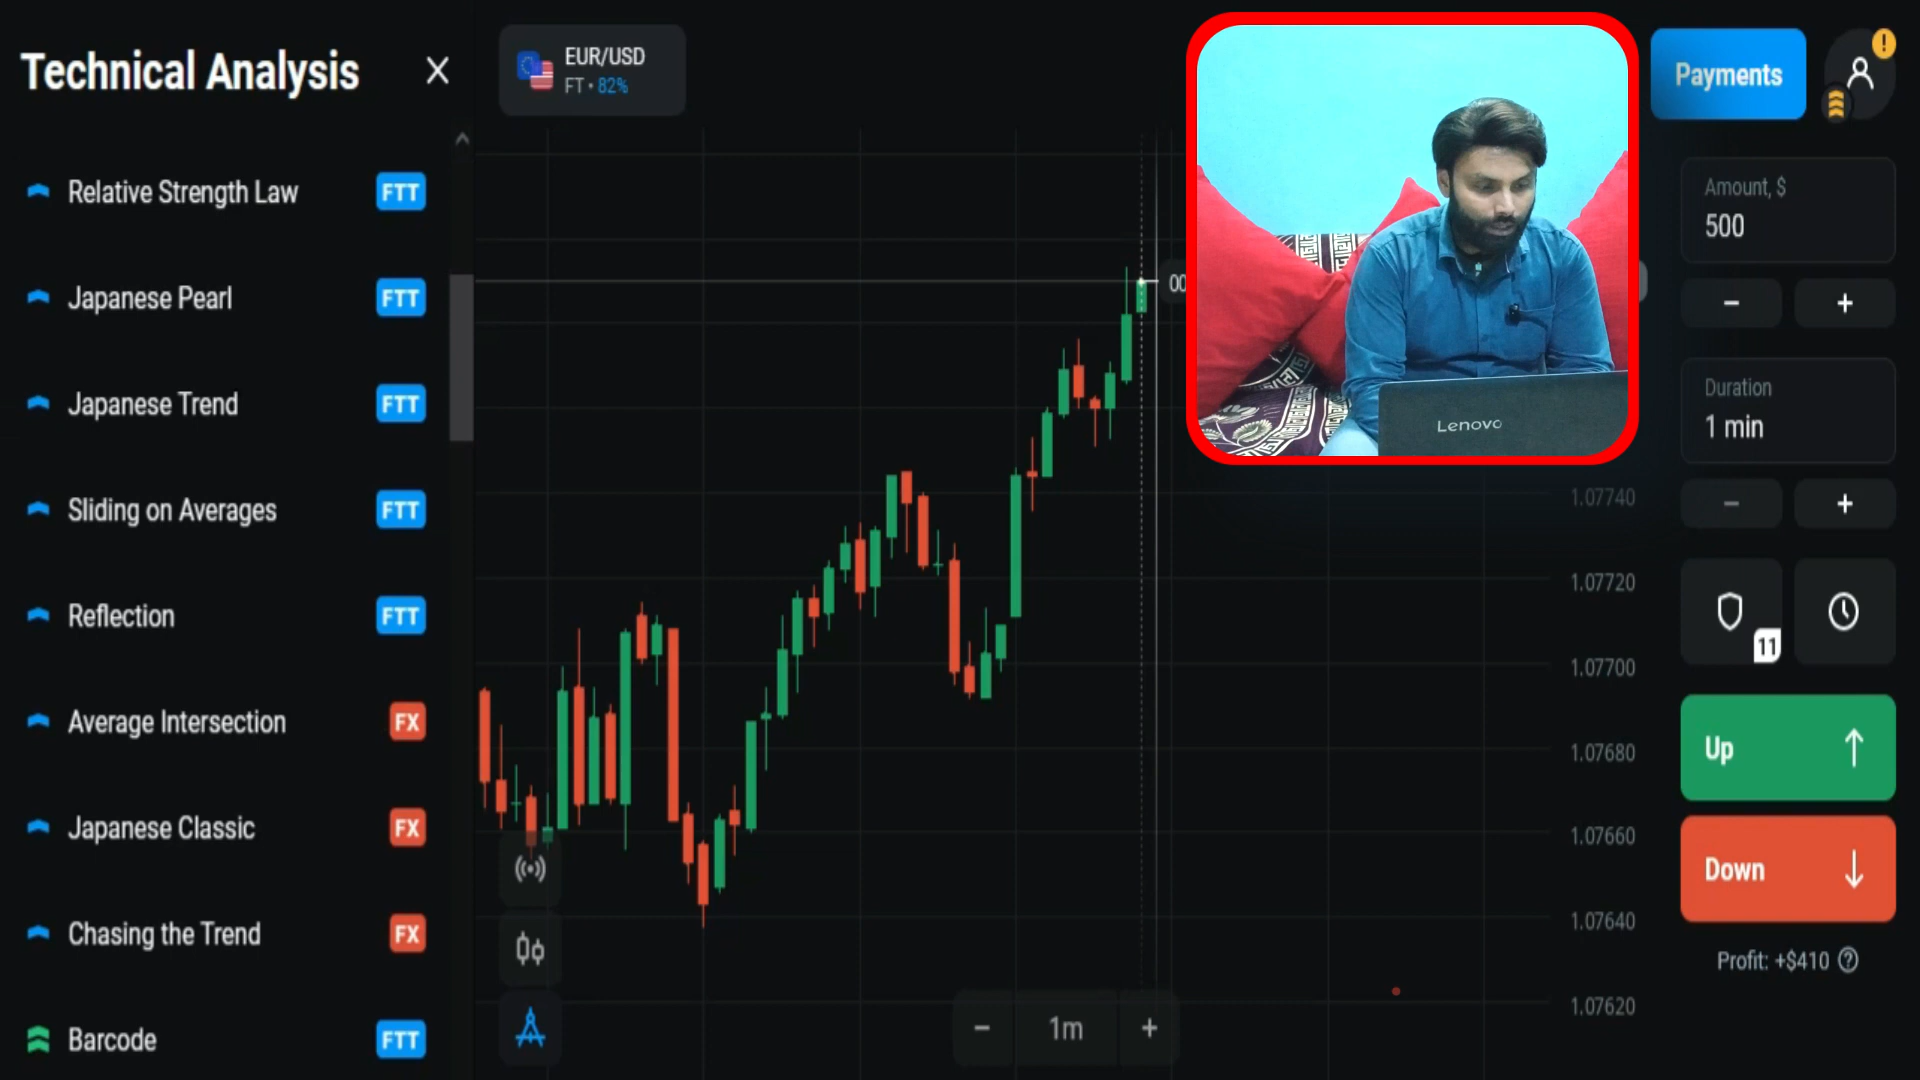 Technical Analysis
Relative Strength Law FTT
Japanese Pearl FTT
Japanese Trend FTT
Sliding on Averages FTT
Reflection FTT
Average Intersection FX
Japanese Classic FX
Chasing the Trend FX
Barcode FTT
EUR/USD
FT • 82%
00
Lenovo
1.07740
1.07720
1.07700
1.07680
1.07660
1.07640
1.07620
− 1m +
Payments
!
Amount, $
500
− +
Duration
1 min
− +
11
Up
Down
Profit: +$410 ?